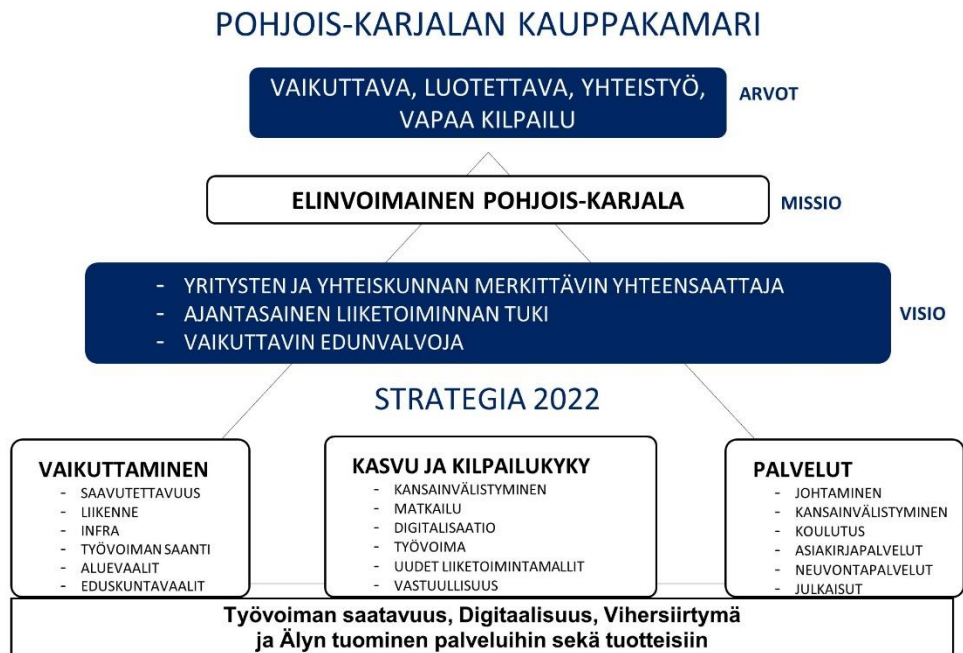 POHJOIS-KARJALAN KAUPPAKAMARI
VAIKUTTAVA, LUOTETTAVA, YHTEISTYÖ,
VAPAA KILPAILU
ARVOT
ELINVOIMAINEN POHJOIS-KARJALA
MISSIO
- YRITYSTEN JA YHTEISKUNNAN MERKITTÄVIN YHTEENSAATTAJA
- AJANTASAINEN LIIKETOIMINNAN TUKI
- VAIKUTTAVIN EDUNVALVOJA
VISIO
STRATEGIA 2022
VAIKUTTAMINEN
- SAAVUTETTAVUUS
- LIIKENNE
- INFRA
- TYÖVOIMAN SAANTI
- ALUEVAALIT
- EDUSKUNTAVAALIT
KASVU JA KILPAILUKYKY
- KANSAINVÄLISTYMINEN
- MATKAILU
- DIGITALISAATIO
- TYÖVOIMA
- UUDET LIIKETOIMINTAMALLIT
- VASTUULLISUUS
PALVELUT
- JOHTAMINEN
- KANSAINVÄLISTYMINEN
- KOULUTUS
- ASIAKIRJAPALVELUT
- NEUVONTAPALVELUT
- JULKAISUT
Työvoiman saatavuus, Digitaalisuus, Vihersiirtymä
ja Älyn tuominen palveluihin sekä tuotteisiin